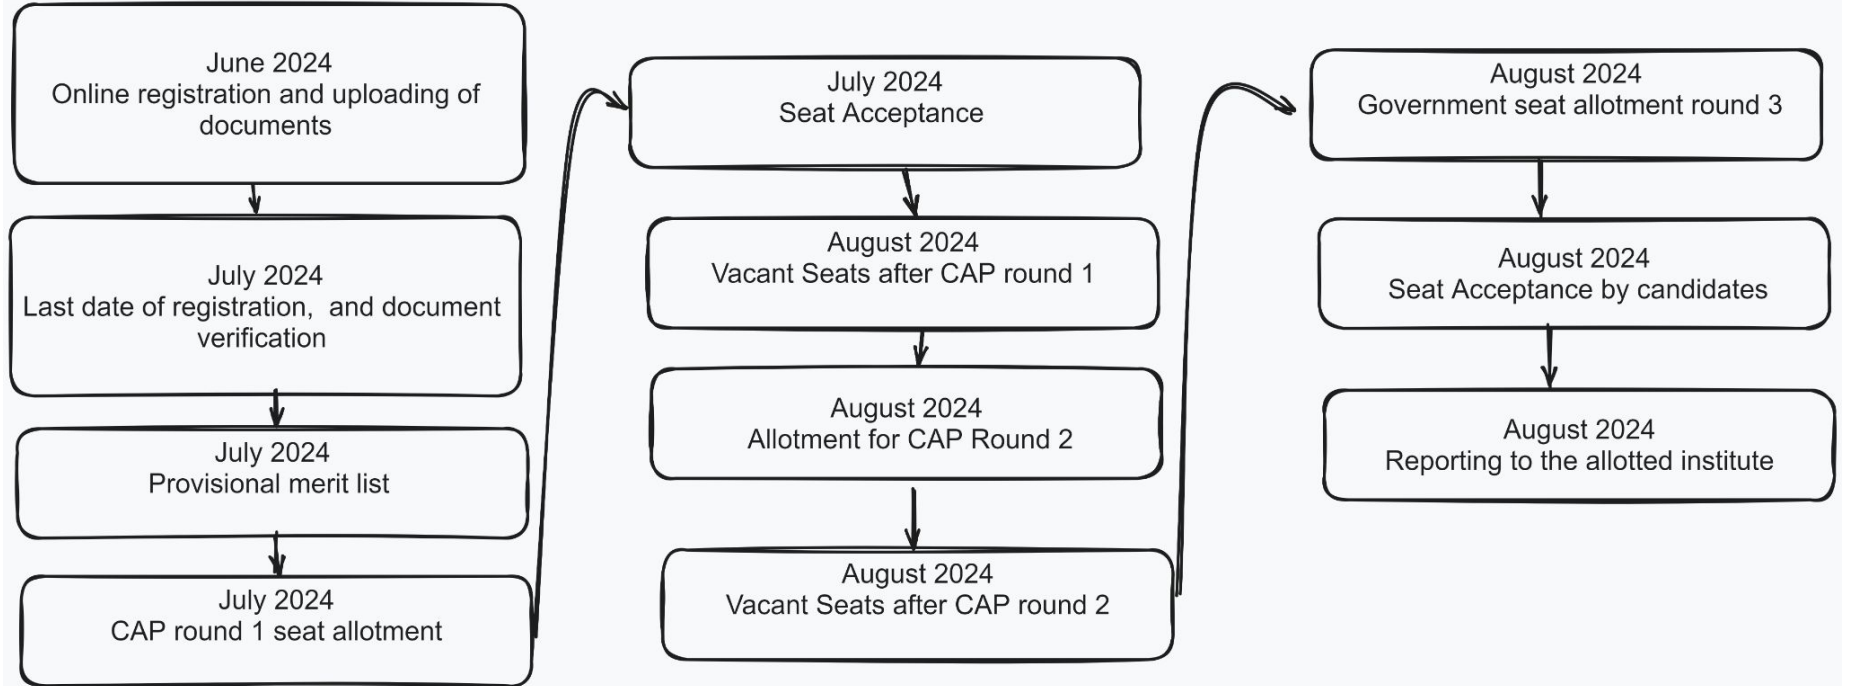 June 2024
Online registration and uploading of
documents
July 2024
Last date of registration,  and document
verification
July 2024
Provisional merit list
July 2024
CAP round 1 seat allotment
July 2024
Seat Acceptance
August 2024
Vacant Seats after CAP round 1
August 2024
Allotment for CAP Round 2
August 2024
Vacant Seats after CAP round 2
August 2024
Government seat allotment round 3
August 2024
Seat Acceptance by candidates
August 2024
Reporting to the allotted institute